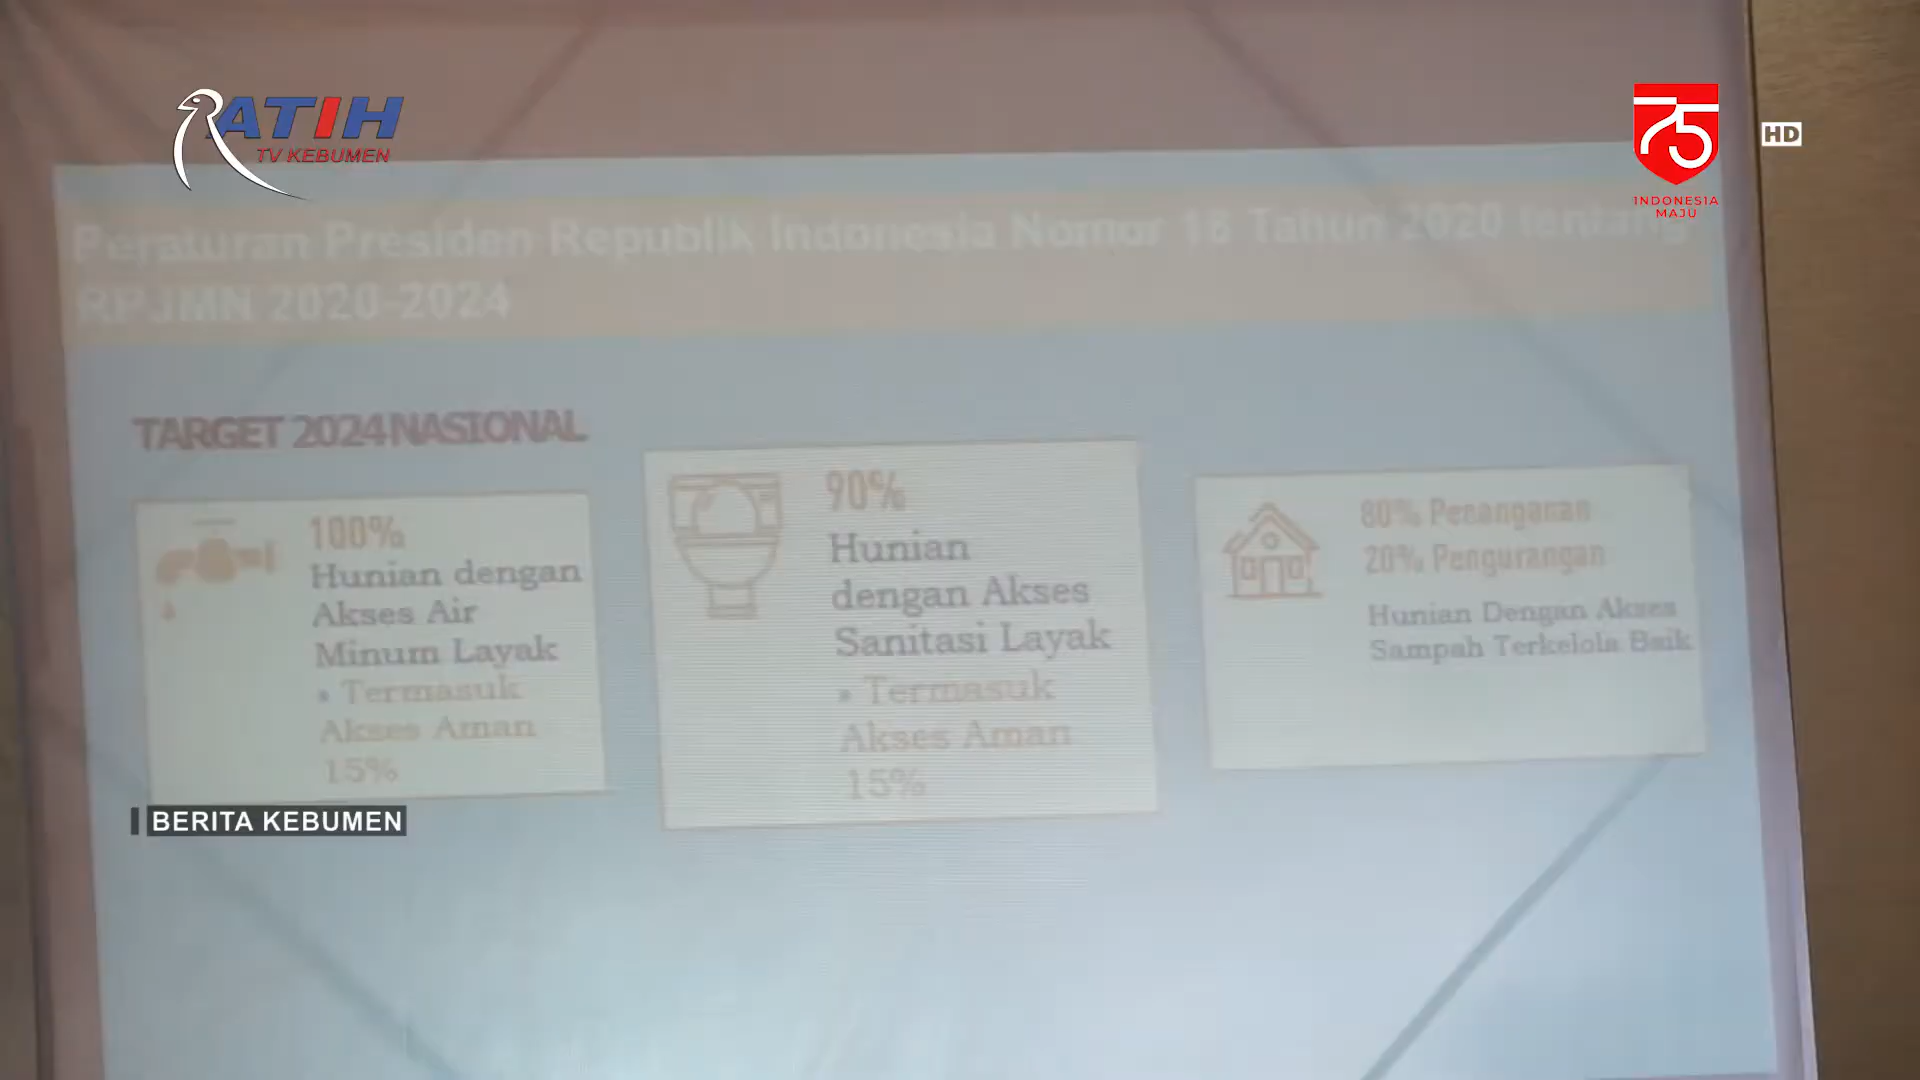 RATIH
TV KEBUMEN
75
INDONESIA
MAJU
HD
Peraturan Presiden Republik Indonesia Nomor 18 Tahun 2020 tentang
RPJMN 2020-2024
TARGET 2024 NASIONAL
100%
Hunian dengan
Akses Air
Minum Layak
• Termasuk
Akses Aman
15%
90%
Hunian
dengan Akses
Sanitasi Layak
• Termasuk
Akses Aman
15%
80% Penanganan
20% Pengurangan
Hunian Dengan Akses
Sampah Terkelola Baik
BERITA KEBUMEN